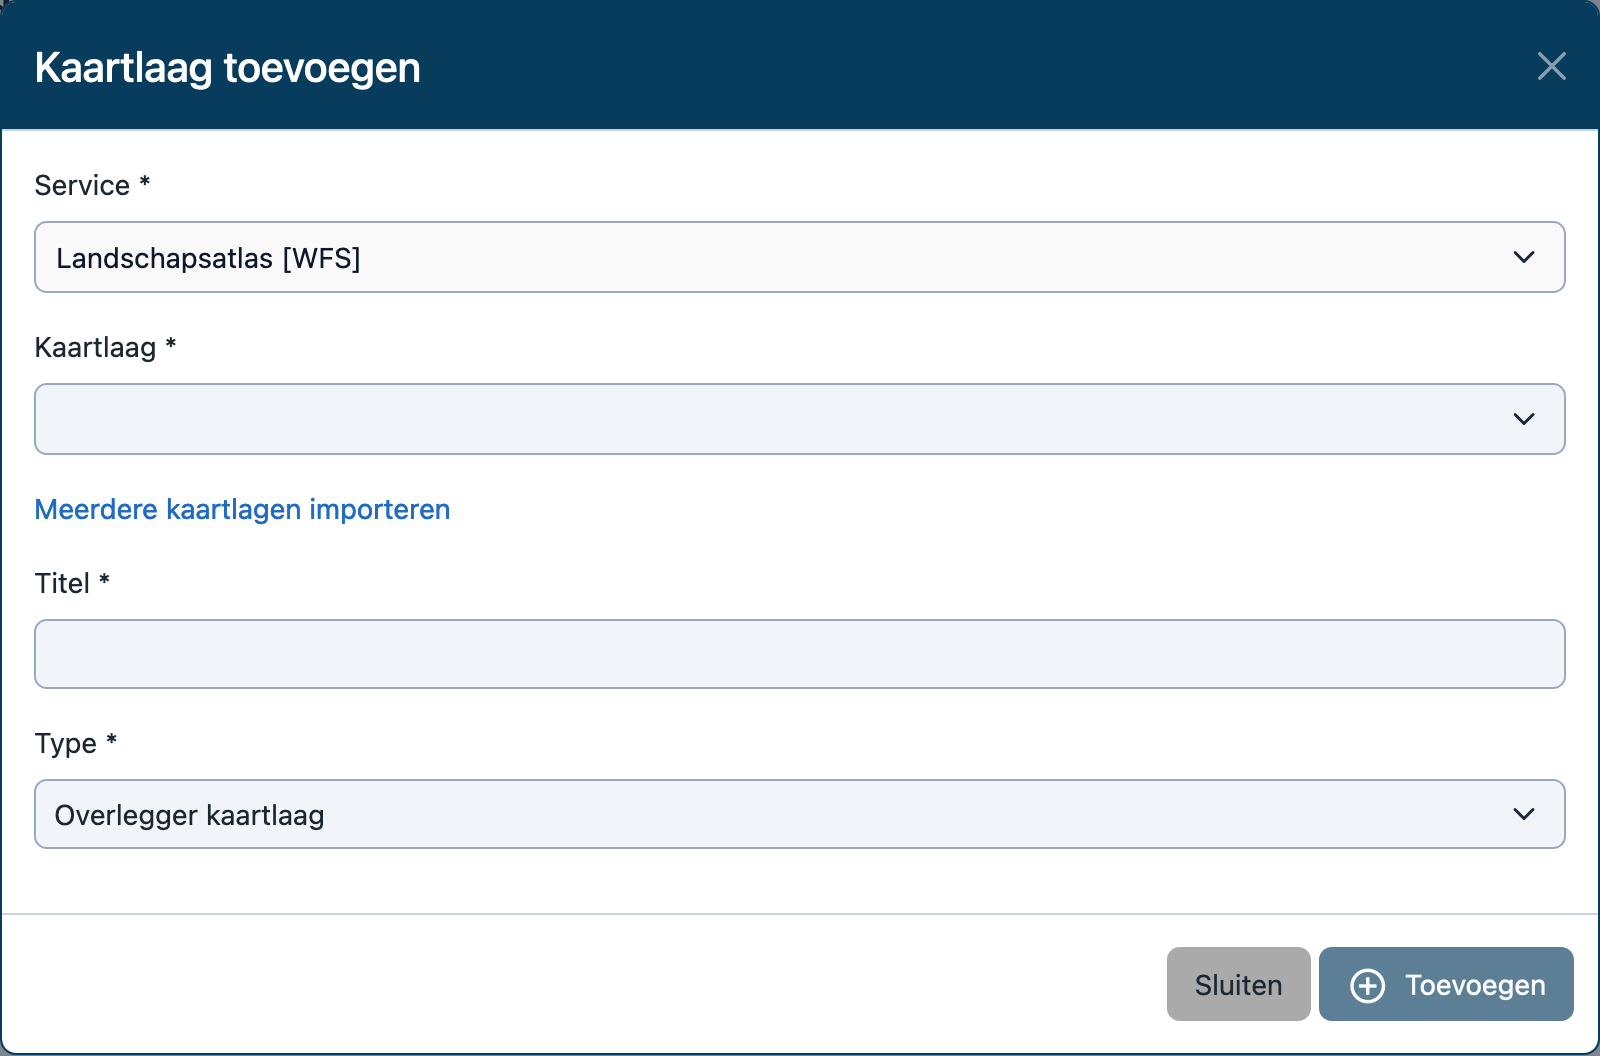 Kaartlaag toevoegen
Service *
Landschapsatlas [WFS]
Kaartlaag *
Meerdere kaartlagen importeren
Titel *
Type *
Overlegger kaartlaag
Sluiten
Toevoegen